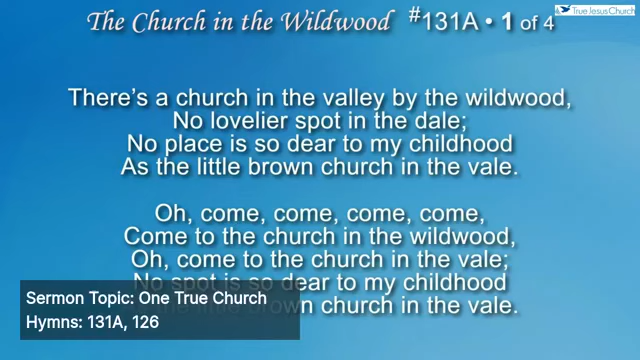 The Church in the Wildwood #131A • 1 of 4
True Jesus Church
There's a church in the valley by the wildwood,
No lovelier spot in the dale;
No place is so dear to my childhood
As the little brown church in the vale.
Oh, come, come, come, come,
Come to the church in the wildwood,
Oh, come to the church in the vale;
No spot is so dear to my childhood
As the little brown church in the vale.
Sermon Topic: One True Church
Hymns: 131A, 126